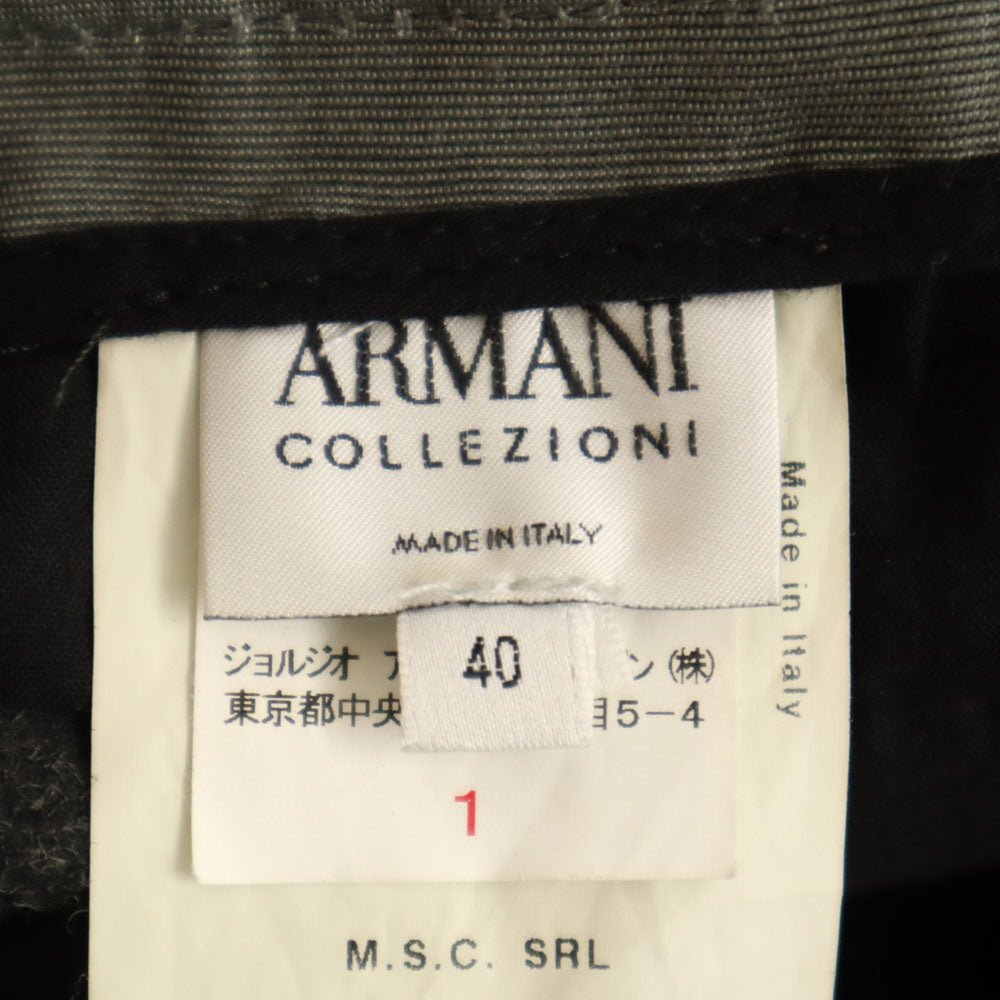 ARMANI
COLLEZIONI
MADE IN ITALY
40
ジョルジオ ン(株)
東京都中央 目5-4
1
Made in Italy
M.S.C. SRL